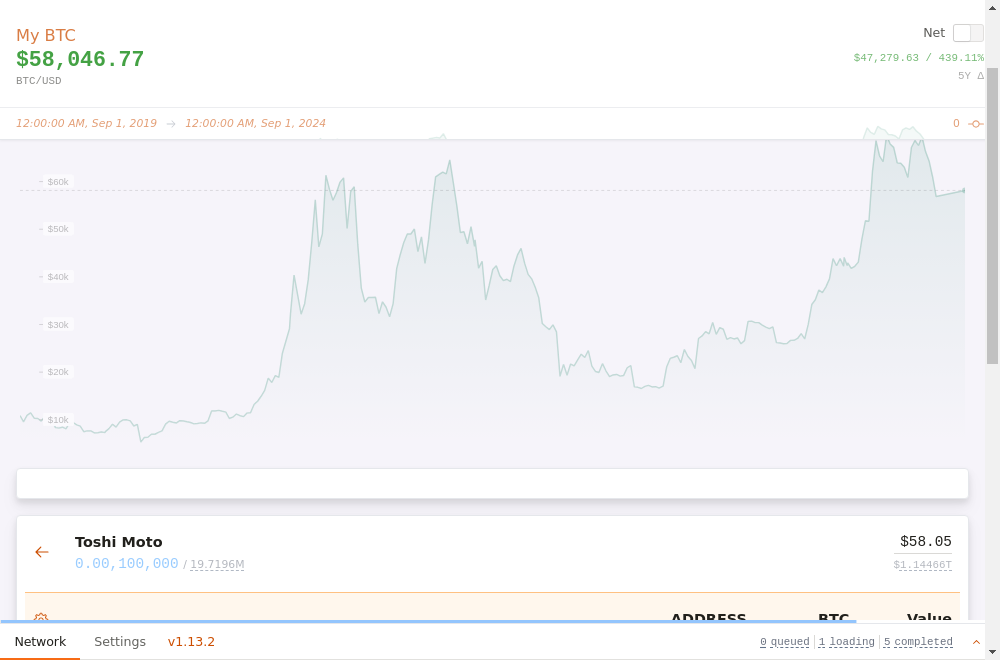 My BTC
Net
$58,046.77
$47,279.63 / 439.11%
BTC/USD
5Y Δ
12:00:00 AM, Sep 1, 2019 → 12:00:00 AM, Sep 1, 2024
0
$60k
$50k
$40k
$30k
$20k
$10k
Toshi Moto
$58.05
0.00,100,000 / 19.7196M
$1.14466T
ADDRESS BTC Value
Network Settings v1.13.2
0 queued 1 loading 5 completed